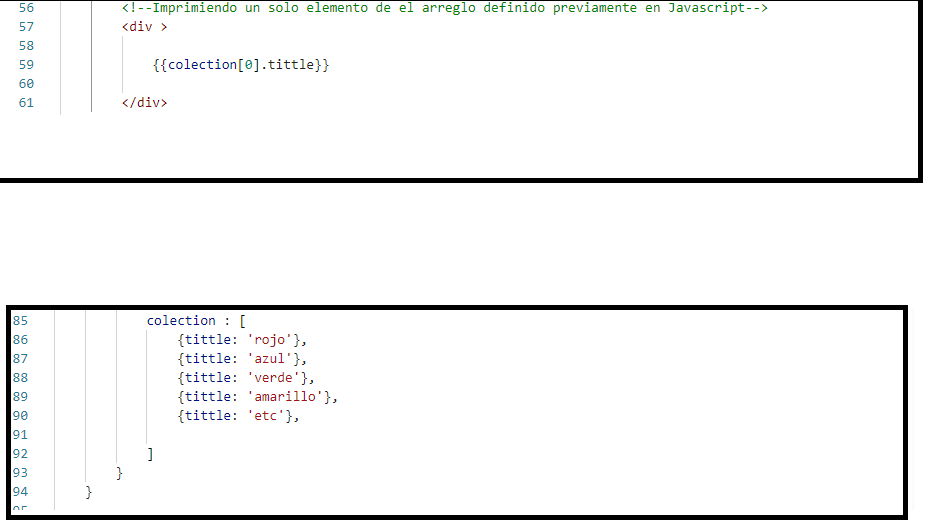 56 <!--Imprimiendo un solo elemento de el arreglo definido previamente en Javascript-->
57 <div >
58
59 {{colection[0].tittle}}
60
61 </div>
85 colection : [
86 {tittle: 'rojo'},
87 {tittle: 'azul'},
88 {tittle: 'verde'},
89 {tittle: 'amarillo'},
90 {tittle: 'etc'},
91
92 ]
93 }
94 }